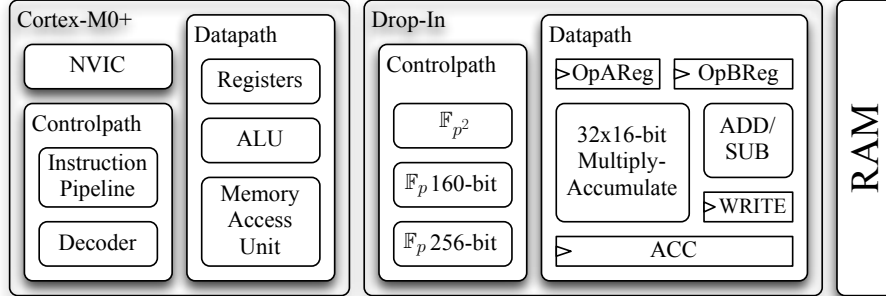 Cortex-M0+
NVIC
Controlpath
Instruction
Pipeline
Decoder
Datapath
Registers
ALU
Memory
Access
Unit
Drop-In
Controlpath
𝔽p²
𝔽p 160-bit
𝔽p 256-bit
Datapath
OpAReg
OpBReg
32x16-bit
Multiply-
Accumulate
ADD/
SUB
WRITE
ACC
RAM